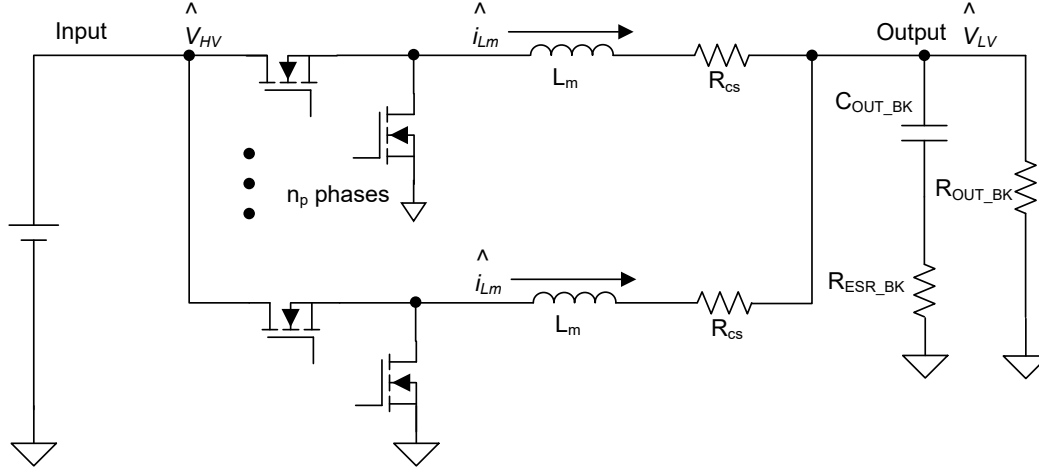 Input
^
V_HV
^
i_Lm
L_m
R_cs
Output
^
V_LV
C_OUT_BK
R_OUT_BK
n_p phases
R_ESR_BK
^
i_Lm
L_m
R_cs